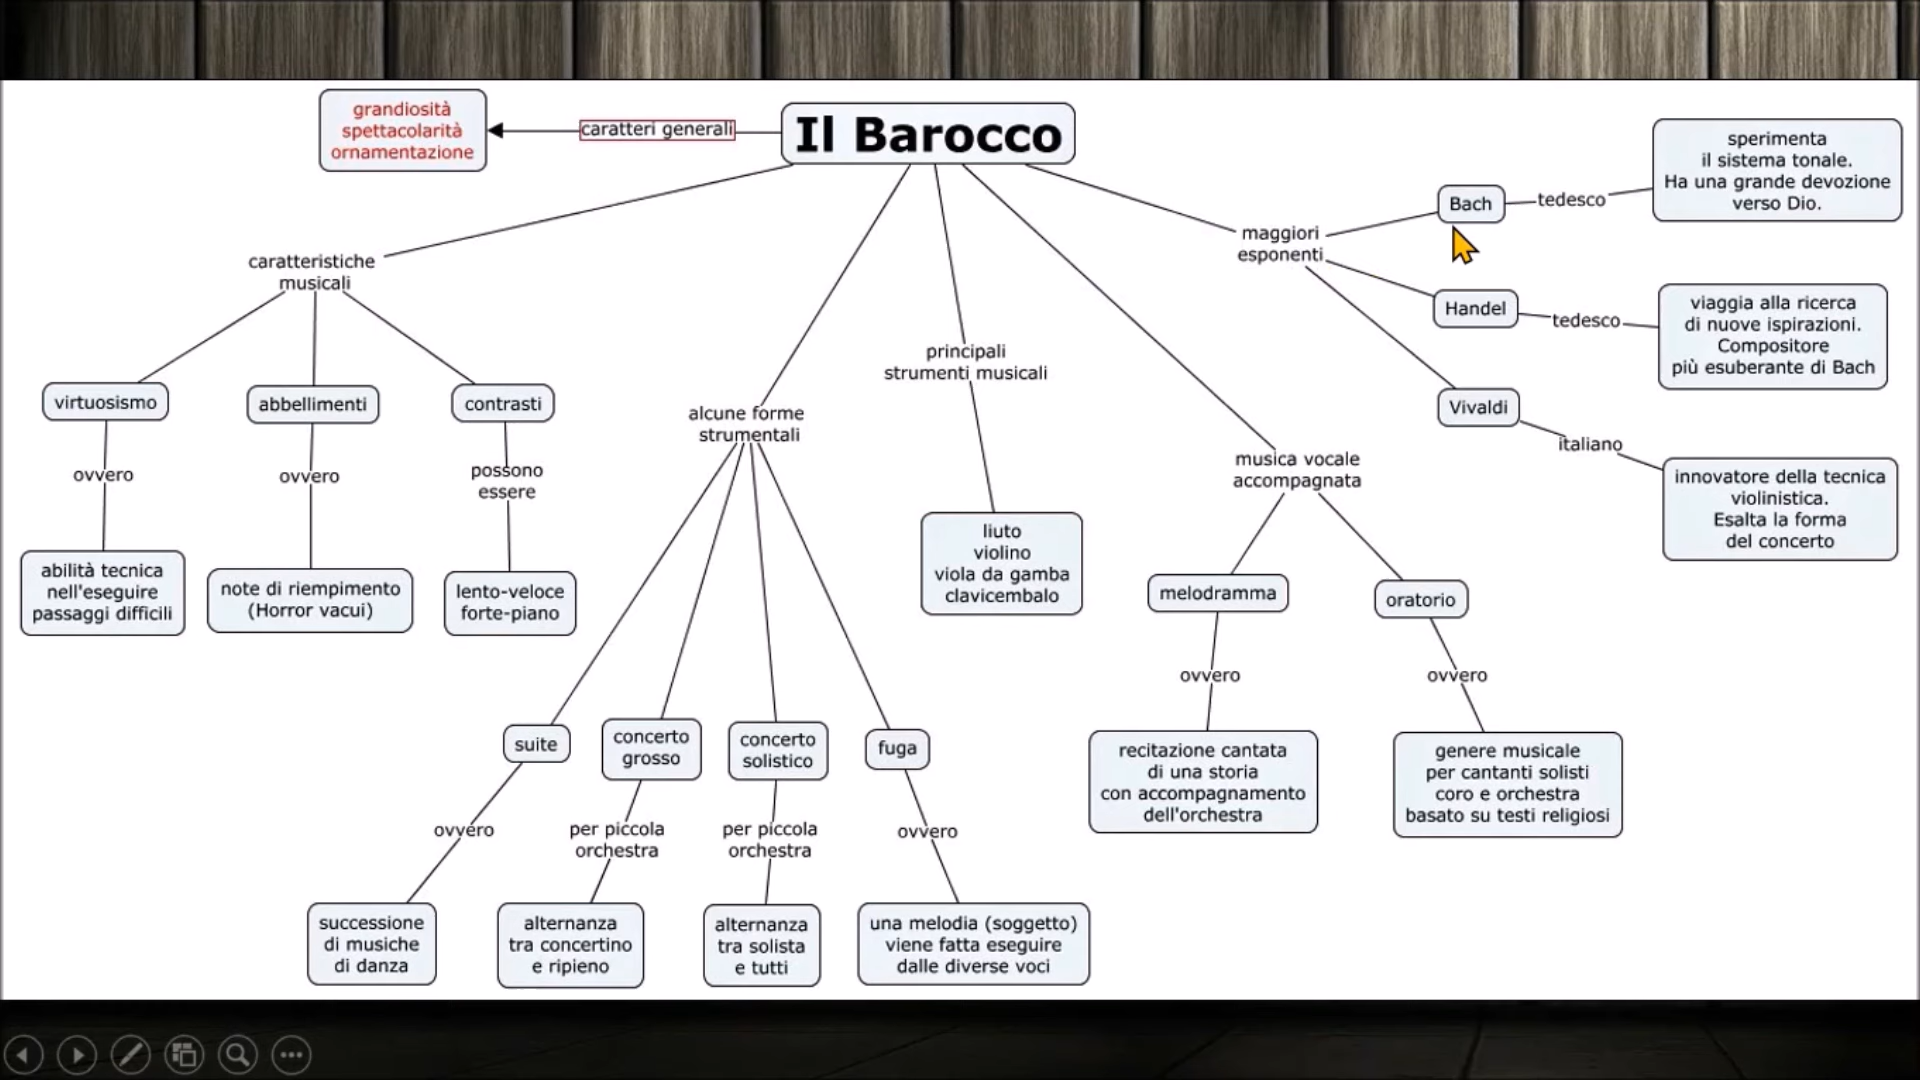 Il Barocco
caratteri generali
grandiosità
spettacolarità
ornamentazione
caratteristiche
musicali
virtuosismo
ovvero
abilità tecnica
nell'eseguire
passaggi difficili
abbellimenti
ovvero
note di riempimento
(Horror vacui)
contrasti
possono
essere
lento-veloce
forte-piano
alcune forme
strumentali
suite
ovvero
successione
di musiche
di danza
concerto
grosso
per piccola
orchestra
alternanza
tra concertino
e ripieno
concerto
solistico
per piccola
orchestra
alternanza
tra solista
e tutti
fuga
ovvero
una melodia (soggetto)
viene fatta eseguire
dalle diverse voci
principali
strumenti musicali
liuto
violino
viola da gamba
clavicembalo
musica vocale
accompagnata
melodramma
ovvero
recitazione cantata
di una storia
con accompagnamento
dell'orchestra
oratorio
ovvero
genere musicale
per cantanti solisti
coro e orchestra
basato su testi religiosi
maggiori
esponenti
Bach
tedesco
sperimenta
il sistema tonale.
Ha una grande devozione
verso Dio.
Handel
tedesco
viaggia alla ricerca
di nuove ispirazioni.
Compositore
più esuberante di Bach
Vivaldi
italiano
innovatore della tecnica
violinistica.
Esalta la forma
del concerto